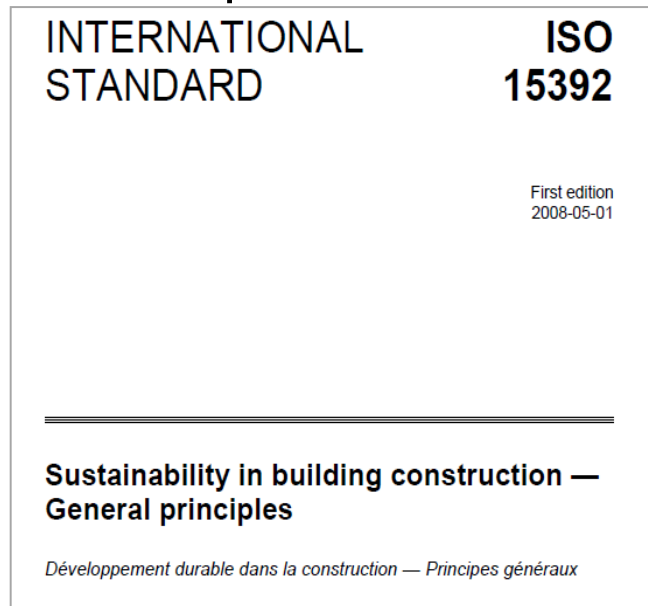 INTERNATIONAL ISO
STANDARD 15392
First edition
2008-05-01
Sustainability in building construction —
General principles
Développement durable dans la construction — Principes généraux